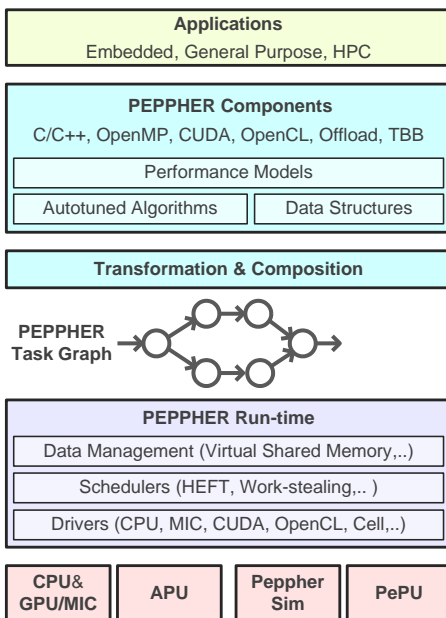 Applications
Embedded, General Purpose, HPC
PEPPHER Components
C/C++, OpenMP, CUDA, OpenCL, Offload, TBB
Performance Models
Autotuned Algorithms
Data Structures
Transformation & Composition
PEPPHER
Task Graph
PEPPHER Run-time
Data Management (Virtual Shared Memory,..)
Schedulers (HEFT, Work-stealing,.. )
Drivers (CPU, MIC, CUDA, OpenCL, Cell,..)
CPU&
GPU/MIC
APU
Peppher
Sim
PePU